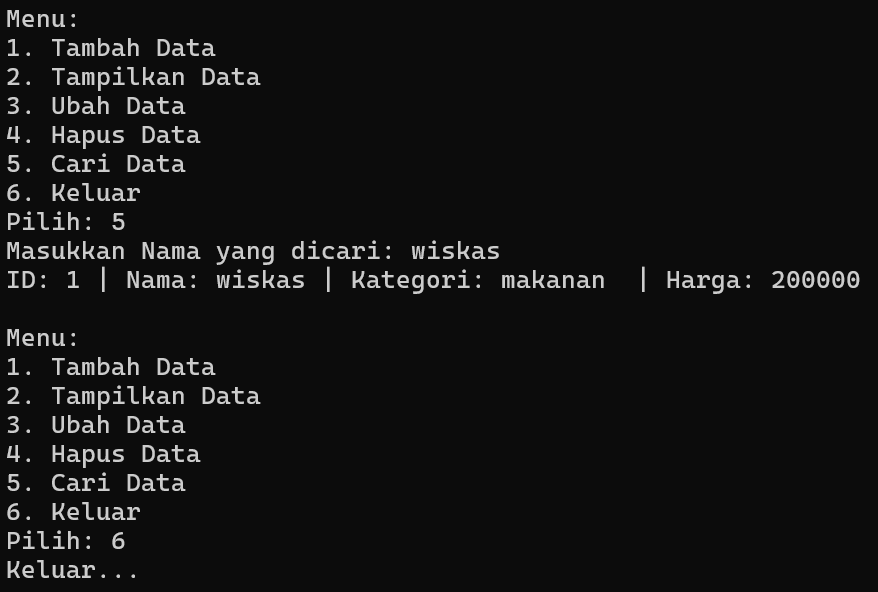 Menu:
1. Tambah Data
2. Tampilkan Data
3. Ubah Data
4. Hapus Data
5. Cari Data
6. Keluar
Pilih: 5
Masukkan Nama yang dicari: wiskas
ID: 1 | Nama: wiskas | Kategori: makanan  | Harga: 200000

Menu:
1. Tambah Data
2. Tampilkan Data
3. Ubah Data
4. Hapus Data
5. Cari Data
6. Keluar
Pilih: 6
Keluar...